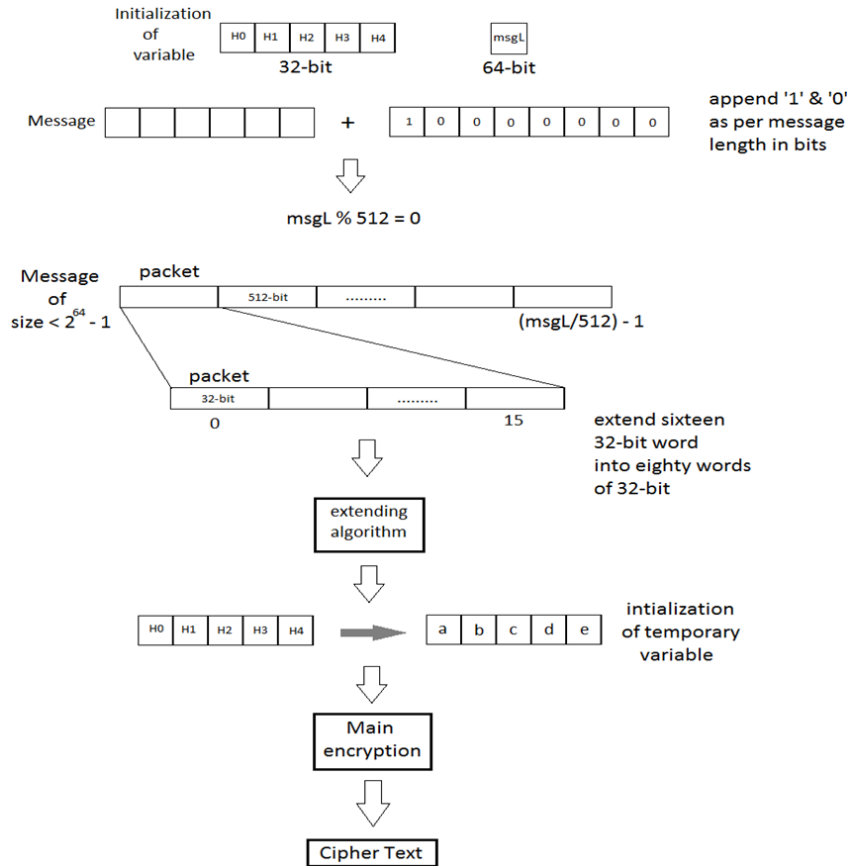 Initialization
of
variable
H0 H1 H2 H3 H4
32-bit
msgL
64-bit
Message
+
1 0 0 0 0 0 0 0 0
append '1' & '0'
as per message
length in bits
msgL % 512 = 0
Message
of
size < 2^64 - 1
packet
512-bit
.........
(msgL/512) - 1
packet
32-bit
.........
0
15
extend sixteen
32-bit word
into eighty words
of 32-bit
extending
algorithm
H0 H1 H2 H3 H4
a b c d e
intialization
of temporary
variable
Main
encryption
Cipher Text